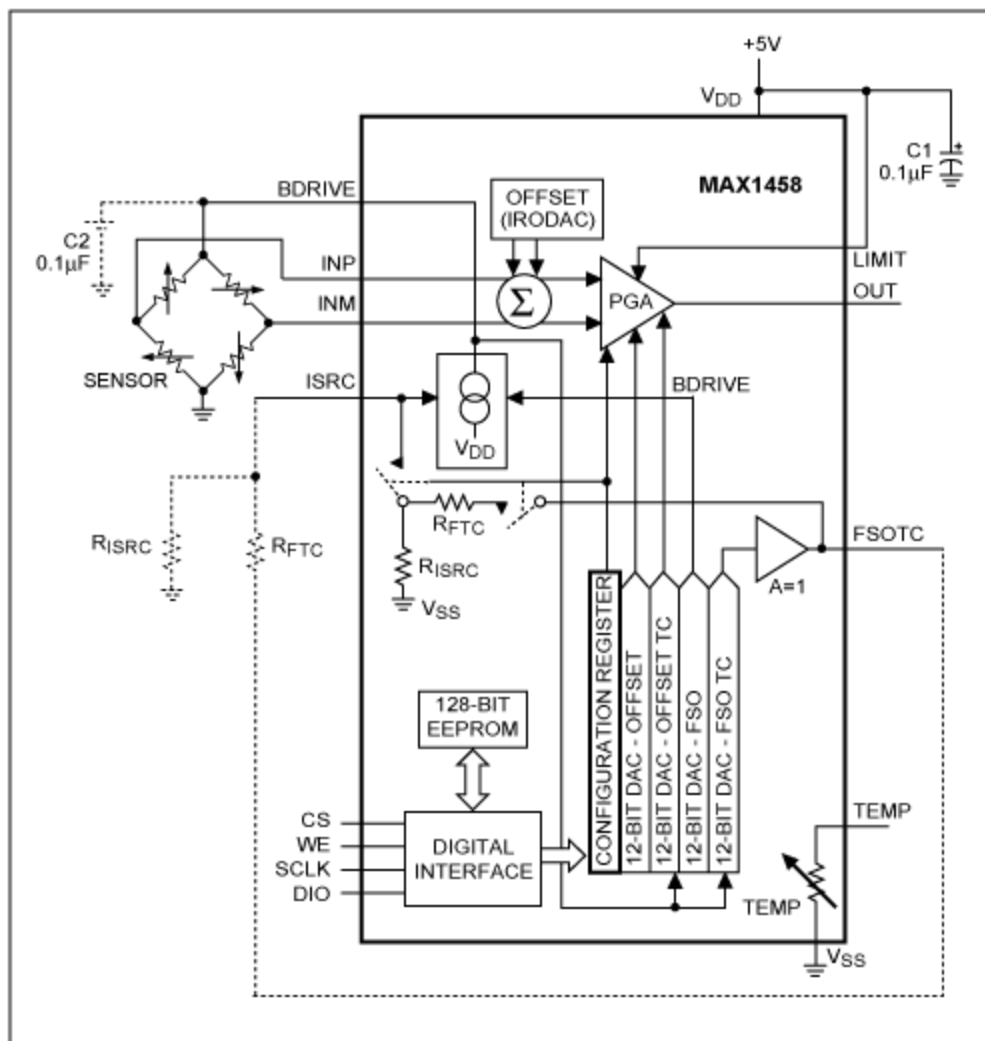 +5V
VDD
C1
0.1µF
MAX1458
BDRIVE
OFFSET
(IRODAC)
C2
0.1µF
INP
LIMIT
OUT
INM
Σ
PGA
SENSOR
ISRC
BDRIVE
VDD
RFTC
RISRC
RFTC
RISRC
VSS
FSOTC
A=1
CONFIGURATION REGISTER
12-BIT DAC - OFFSET
12-BIT DAC - OFFSET TC
12-BIT DAC - FSO
12-BIT DAC - FSO TC
128-BIT
EEPROM
CS
WE
SCLK
DIO
DIGITAL
INTERFACE
TEMP
TEMP
VSS